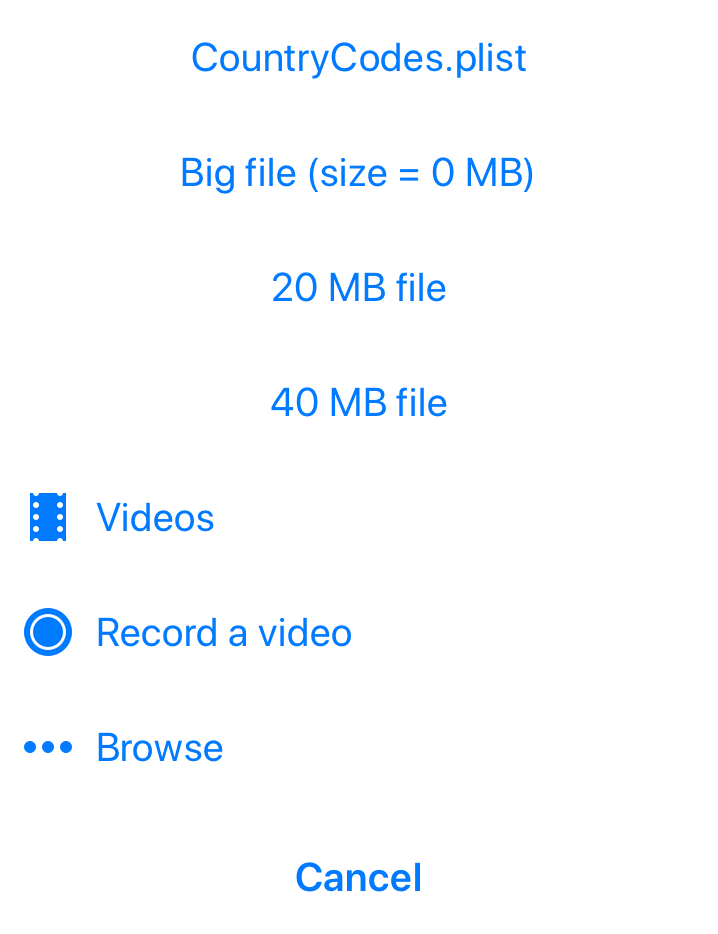 CountryCodes.plist
Big file (size = 0 MB)
20 MB file
40 MB file
Videos
Record a video
Browse
Cancel